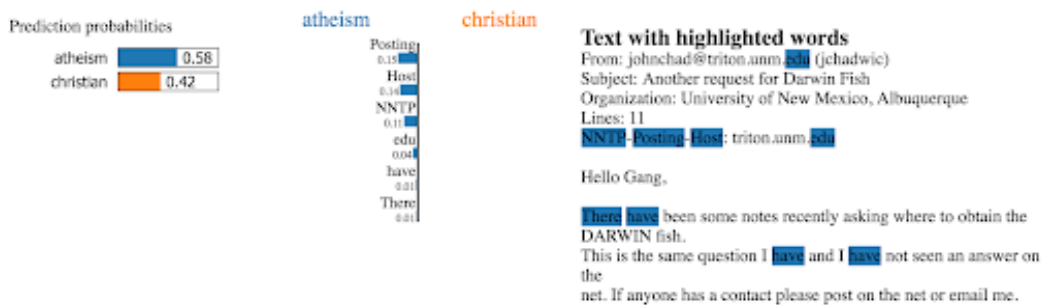 Prediction probabilities
atheism 0.58
christian 0.42
atheism christian
Posting
0.15
Host
0.14
NNTP
0.11
edu
0.04
have
0.01
There
0.01
Text with highlighted words
From: johnchad@triton.unm.edu (jchadwic)
Subject: Another request for Darwin Fish
Organization: University of New Mexico, Albuquerque
Lines: 11
NNTP-Posting-Host: triton.unm.edu
Hello Gang,
There have been some notes recently asking where to obtain the
DARWIN fish.
This is the same question I have and I have not seen an answer on
the
net. If anyone has a contact please post on the net or email me.